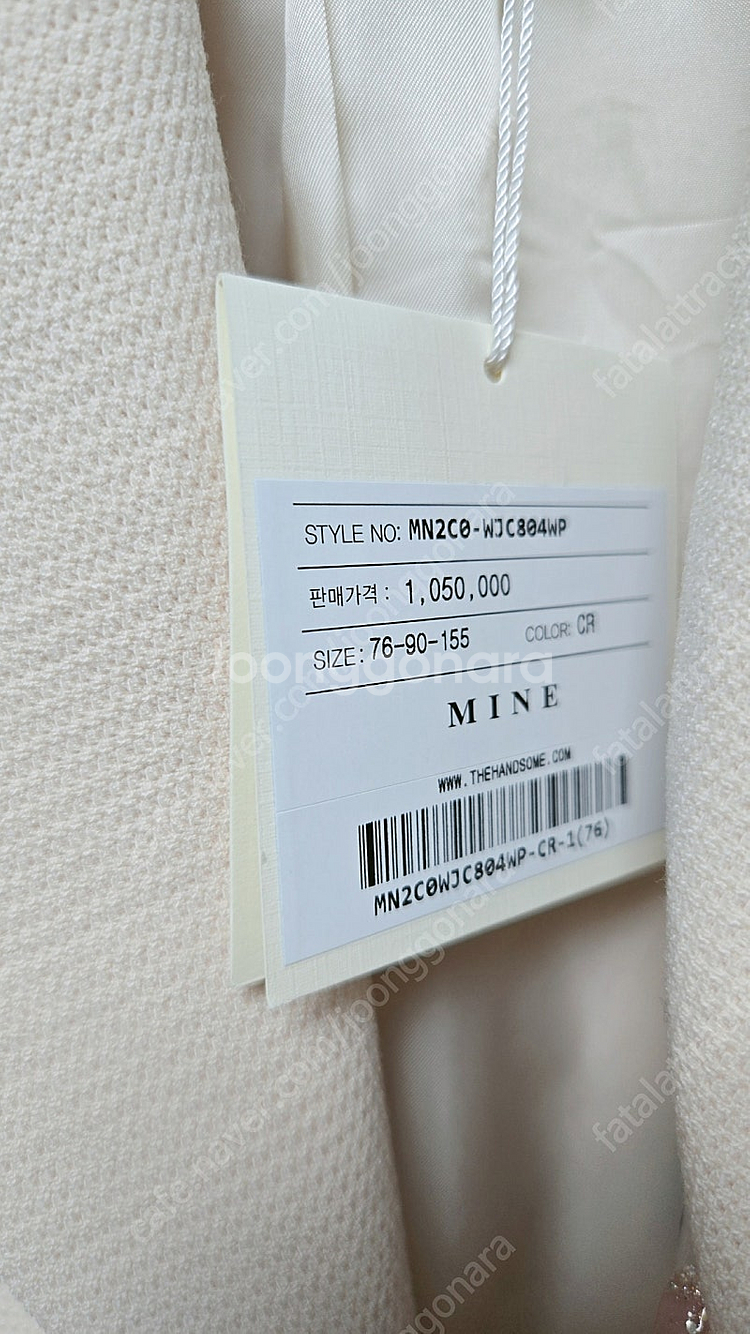 STYLE NO: MN2C0-WJC804WP
판매가격 : 1,050,000
SIZE: 76-90-155 COLOR: CR
joonggonara
MINE
WWW.THEHANDSOME.COM
MN2C0WJC804WP-CR-1(76)